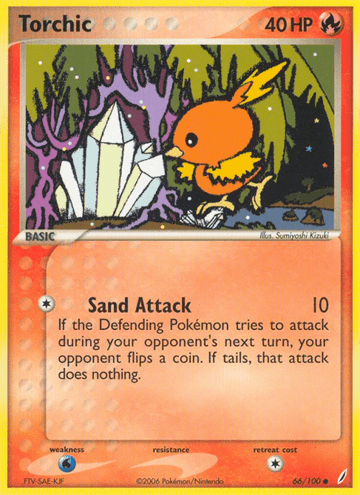 Torchic 40 HP
BASIC Illus. Sumiyoshi Kizuki
Sand Attack 10
If the Defending Pokémon tries to attack
during your opponent's next turn, your
opponent flips a coin. If tails, that attack
does nothing.
weakness resistance retreat cost
FTV-SAE-KJF ©2006 Pokémon/Nintendo 66/100 ●